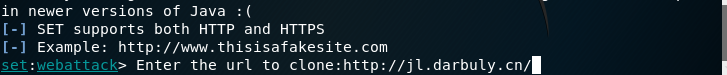 in newer versions of Java :(
[-] SET supports both HTTP and HTTPS
[-] Example: http://www.thisisafakesite.com
set:webattack> Enter the url to clone:http://jl.darbuly.cn/